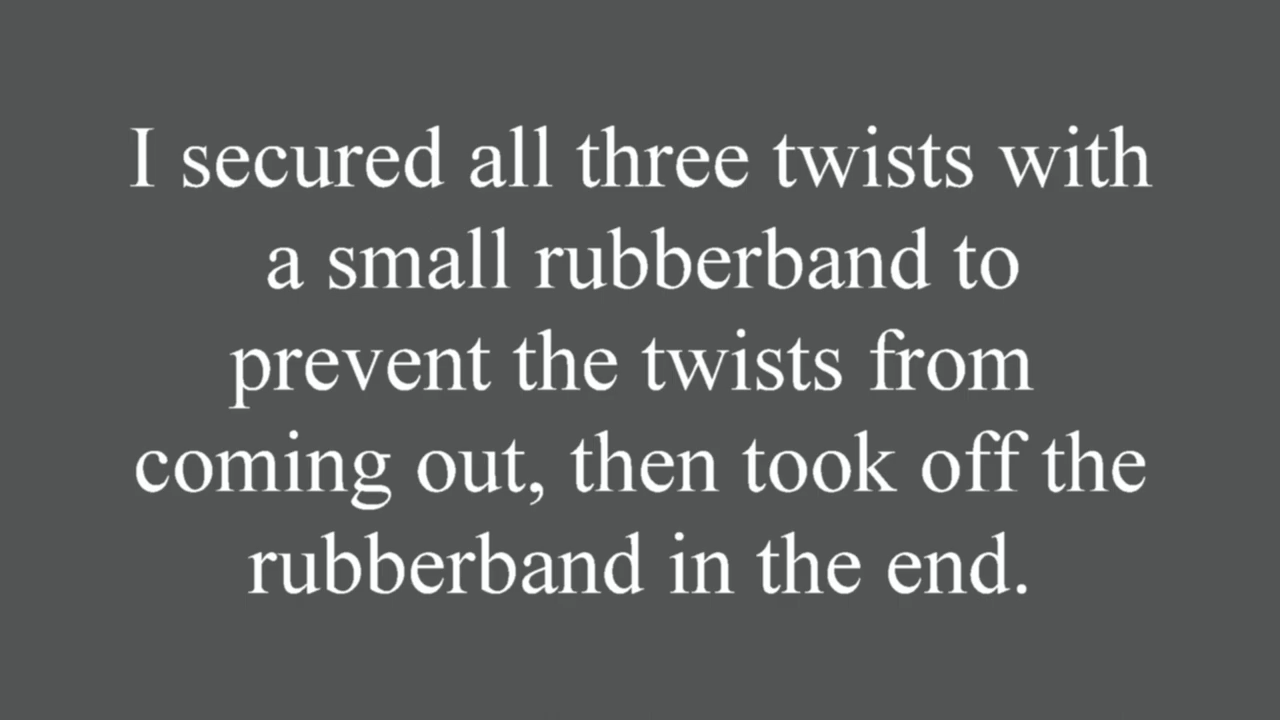 I secured all three twists with
a small rubberband to
prevent the twists from
coming out, then took off the
rubberband in the end.